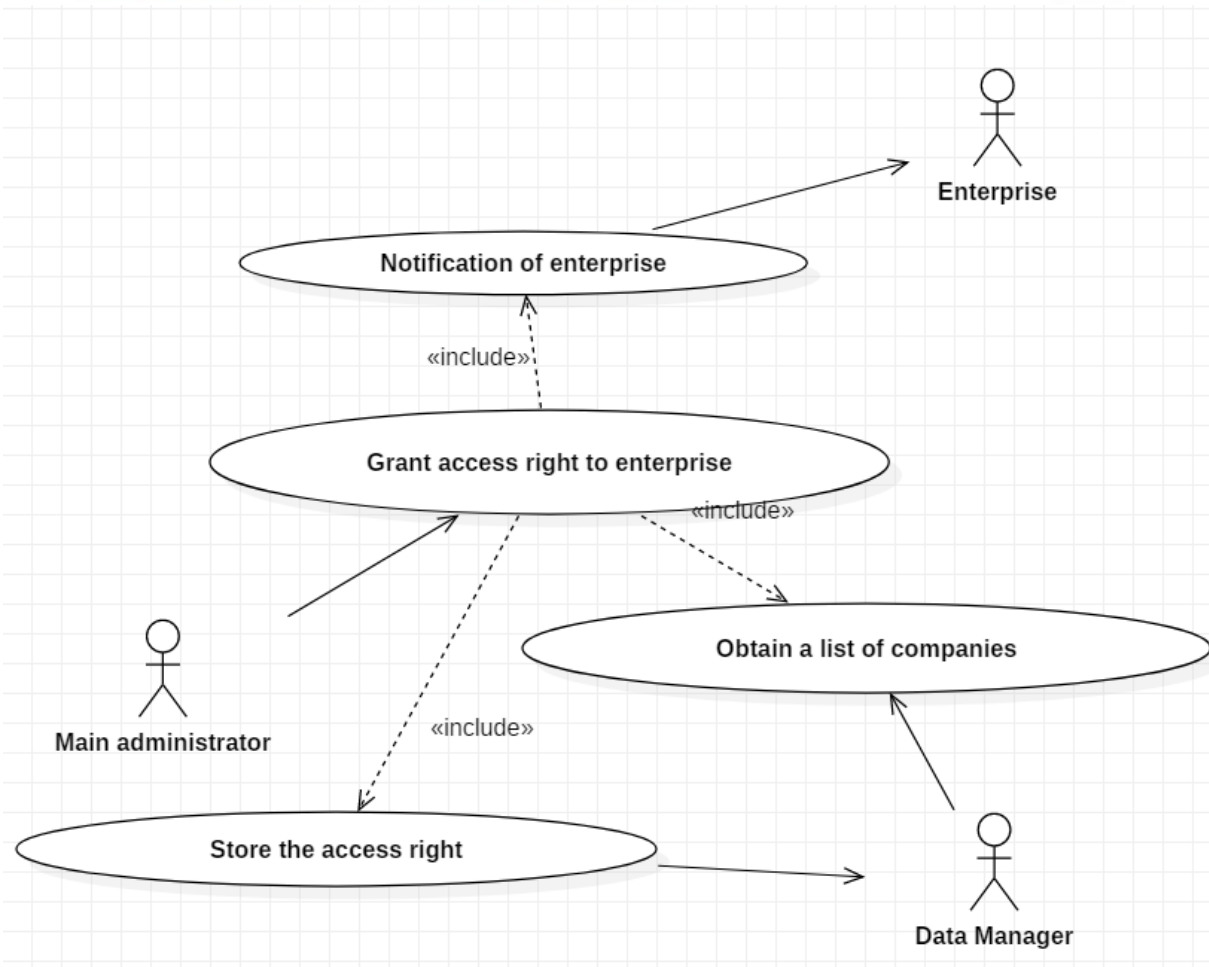 Enterprise
Notification of enterprise
«include»
Grant access right to enterprise
«include»
Obtain a list of companies
Main administrator
«include»
Store the access right
Data Manager